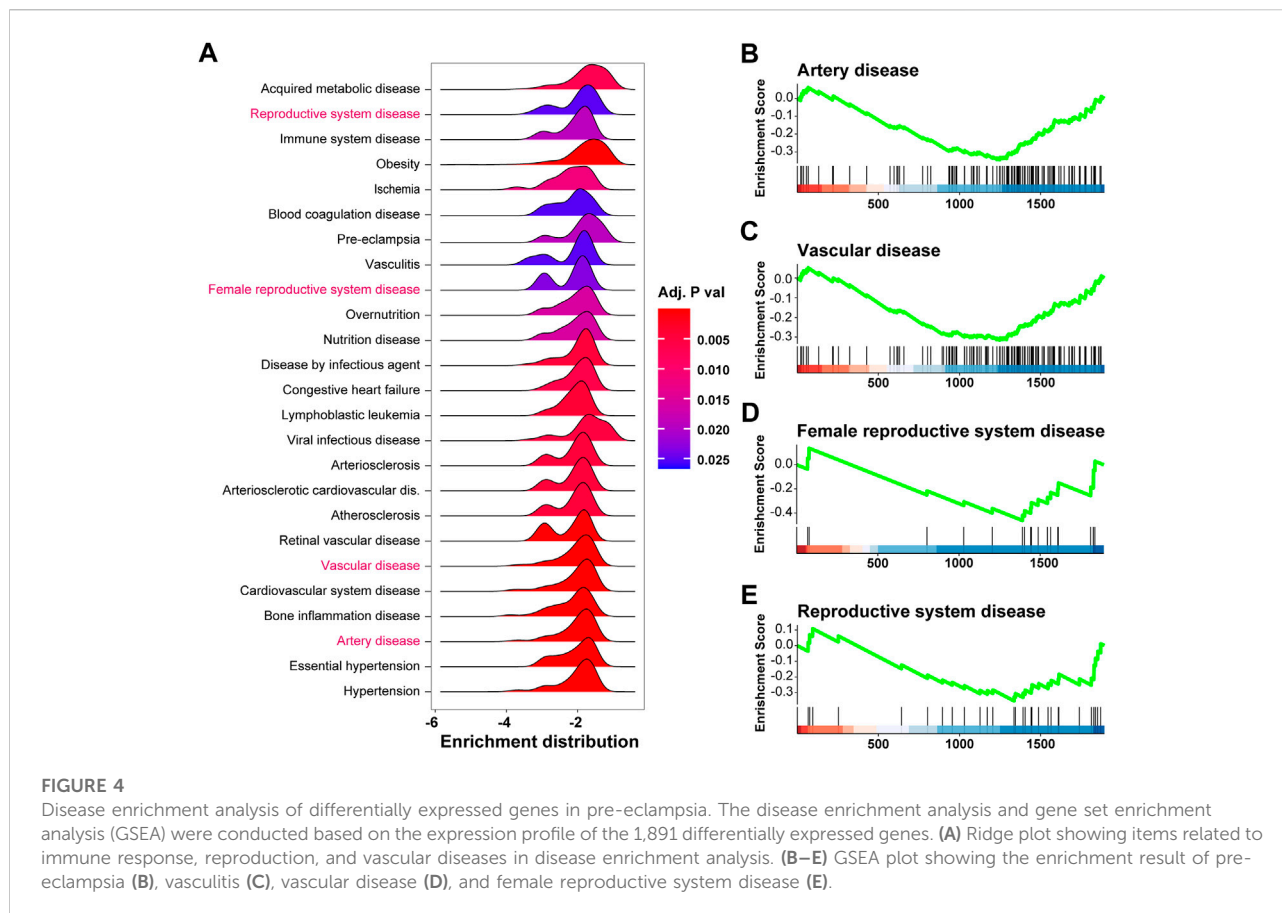 A
Acquired metabolic disease
Reproductive system disease
Immune system disease
Obesity
Ischemia
Blood coagulation disease
Pre-eclampsia
Vasculitis
Female reproductive system disease
Overnutrition
Nutrition disease
Disease by infectious agent
Congestive heart failure
Lymphoblastic leukemia
Viral infectious disease
Arteriosclerosis
Arteriosclerotic cardiovascular dis.
Atherosclerosis
Retinal vascular disease
Vascular disease
Cardiovascular system disease
Bone inflammation disease
Artery disease
Essential hypertension
Hypertension
-6 -4 -2
Enrichment distribution
Adj. P val
0.005
0.010
0.015
0.020
0.025
B
Artery disease
Enrishcment Score
0.0
-0.1
-0.2
-0.3
500 1000 1500
C
Vascular disease
Enrishcment Score
0.0
-0.1
-0.2
-0.3
500 1000 1500
D
Female reproductive system disease
Enrishcment Score
0.0
-0.2
-0.4
500 1000 1500
E
Reproductive system disease
Enrishcment Score
0.1
0.0
-0.1
-0.2
-0.3
500 1000 1500
FIGURE 4
Disease enrichment analysis of differentially expressed genes in pre-eclampsia. The disease enrichment analysis and gene set enrichment
analysis (GSEA) were conducted based on the expression profile of the 1,891 differentially expressed genes. (A) Ridge plot showing items related to
immune response, reproduction, and vascular diseases in disease enrichment analysis. (B–E) GSEA plot showing the enrichment result of pre-
eclampsia (B), vasculitis (C), vascular disease (D), and female reproductive system disease (E).